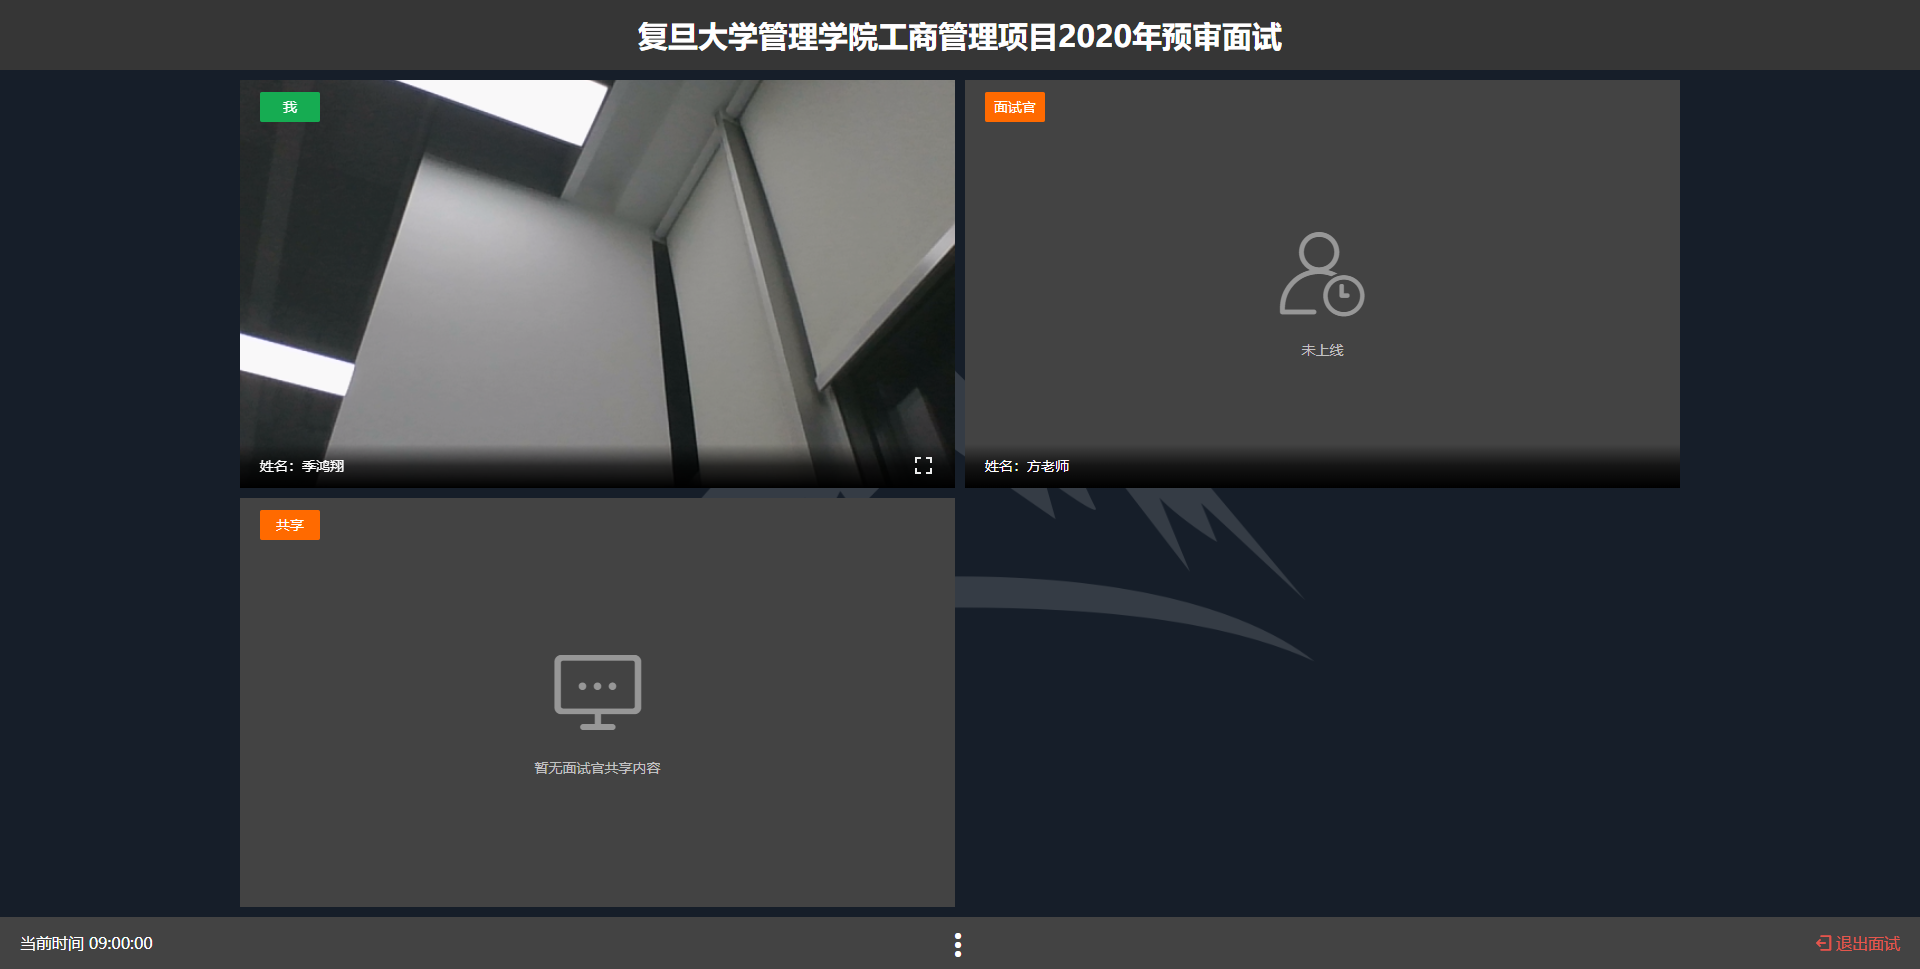 复旦大学管理学院工商管理项目2020年预审面试
我
面试官
未上线
姓名：季鸿翔
姓名：方老师
共享
暂无面试官共享内容
当前时间 09:00:00
退出面试